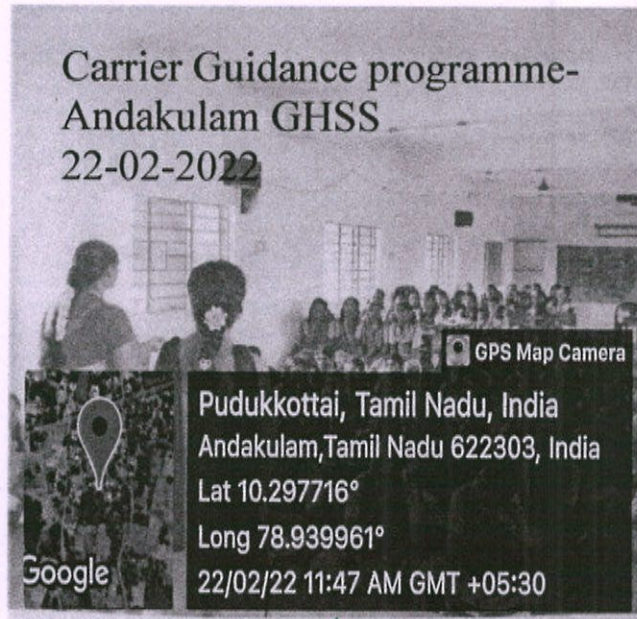 Carrier Guidance programme-
Andakulam GHSS
22-02-2022
GPS Map Camera
Pudukkottai, Tamil Nadu, India
Andakulam,Tamil Nadu 622303, India
Lat 10.297716°
Long 78.939961°
22/02/22 11:47 AM GMT +05:30
Google